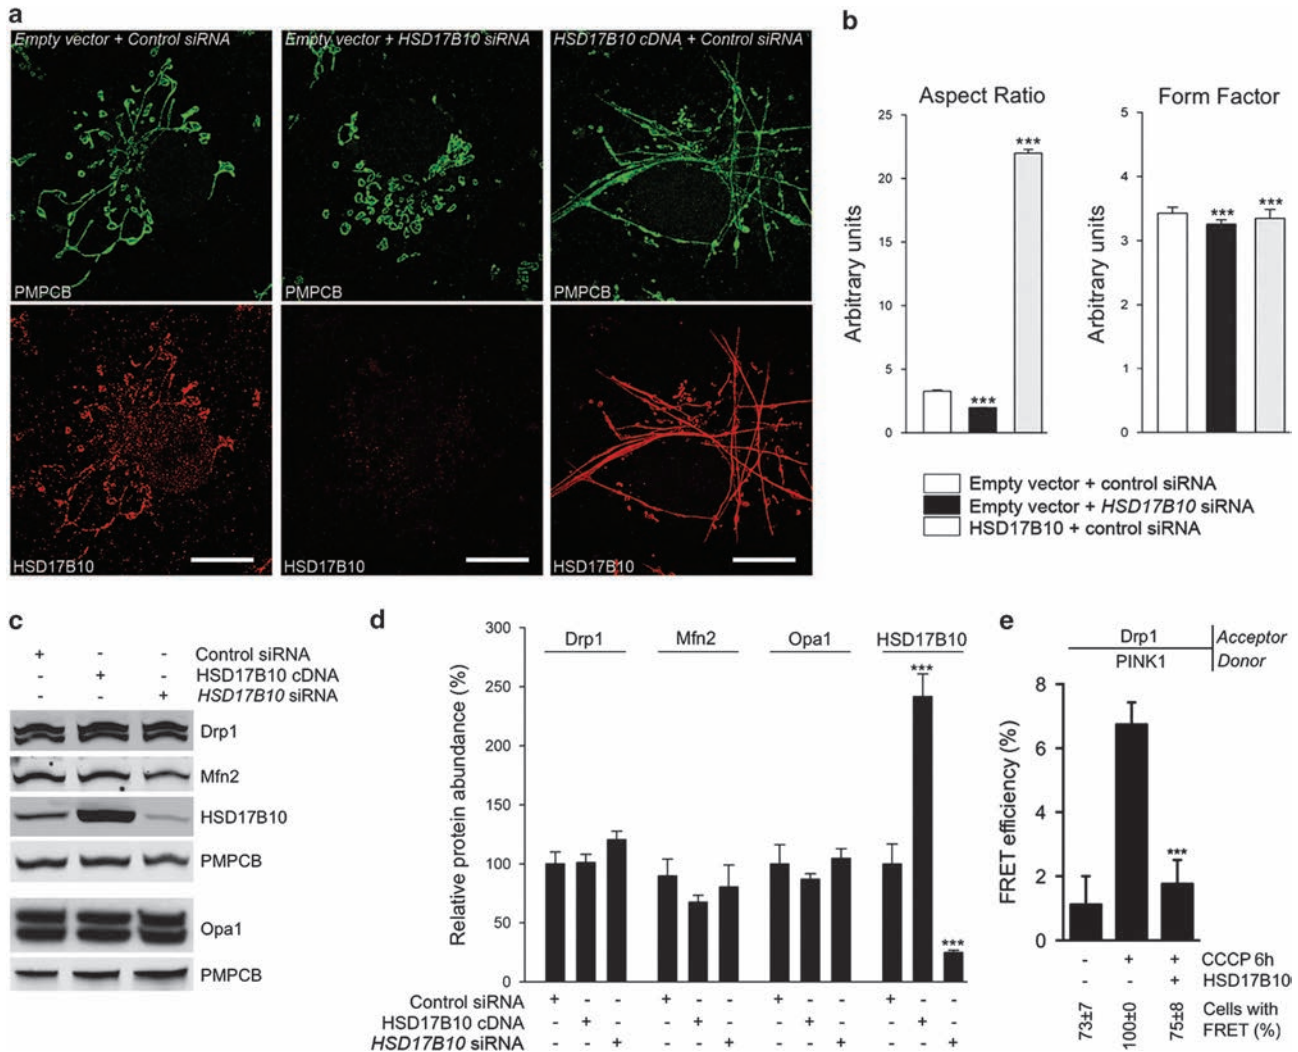 a
Empty vector + Control siRNA
Empty vector + HSD17B10 siRNA
HSD17B10 cDNA + Control siRNA
PMPCB
PMPCB
PMPCB
HSD17B10
HSD17B10
HSD17B10
b
Aspect Ratio
Form Factor
Arbitrary units
25
20
15
10
5
0
***
***
Arbitrary units
5
4
3
2
1
0
***
***
Empty vector + control siRNA
Empty vector + HSD17B10 siRNA
HSD17B10 + control siRNA
c
+ - - Control siRNA
- + - HSD17B10 cDNA
- - + HSD17B10 siRNA
Drp1
Mfn2
HSD17B10
PMPCB
Opa1
PMPCB
d
Relative protein abundance (%)
300
250
200
150
100
50
0
Drp1
Mfn2
Opa1
HSD17B10
***
***
Control siRNA + - - + - - + - - + - -
HSD17B10 cDNA - + - - + - - + - - + -
HSD17B10 siRNA - - + - - + - - + - - +
e
Drp1 Acceptor
PINK1 Donor
FRET efficiency (%)
8
6
4
2
0
***
- + + CCCP 6h
- - + HSD17B10
73±7 100±0 75±8 Cells with
FRET (%)